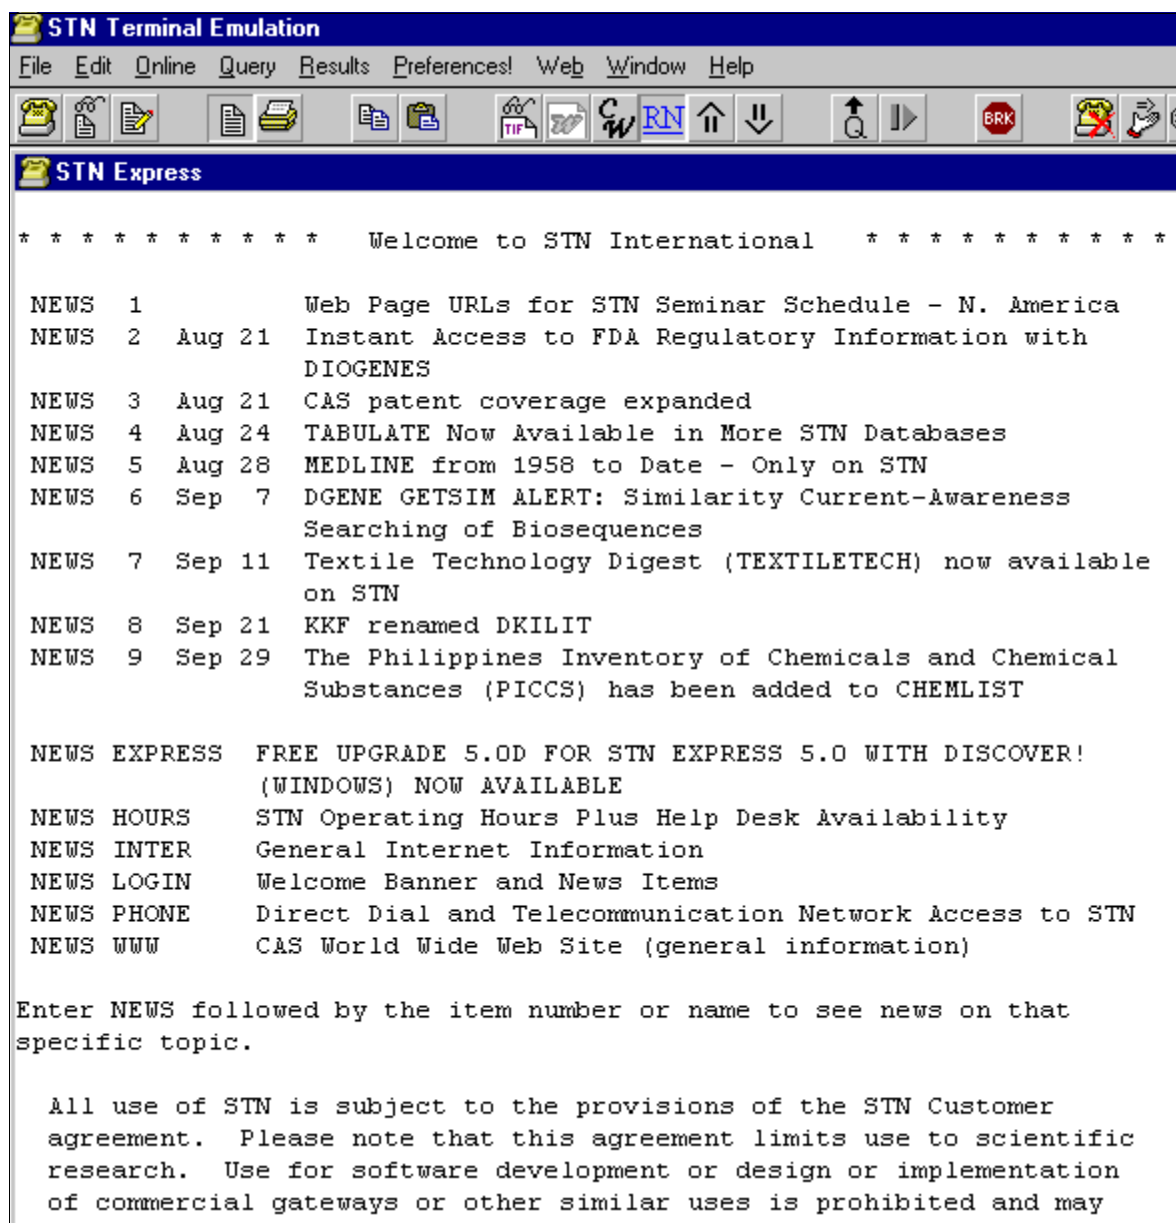 STN Terminal Emulation
File Edit Online Query Results Preferences! Web Window Help
TIF CW RN Q BRK
STN Express
* * * * * * * * * * Welcome to STN International * * * * * * * * * *
NEWS 1 Web Page URLs for STN Seminar Schedule - N. America
NEWS 2 Aug 21 Instant Access to FDA Regulatory Information with
DIOGENES
NEWS 3 Aug 21 CAS patent coverage expanded
NEWS 4 Aug 24 TABULATE Now Available in More STN Databases
NEWS 5 Aug 28 MEDLINE from 1958 to Date - Only on STN
NEWS 6 Sep 7 DGENE GETSIM ALERT: Similarity Current-Awareness
Searching of Biosequences
NEWS 7 Sep 11 Textile Technology Digest (TEXTILETECH) now available
on STN
NEWS 8 Sep 21 KKF renamed DKILIT
NEWS 9 Sep 29 The Philippines Inventory of Chemicals and Chemical
Substances (PICCS) has been added to CHEMLIST
NEWS EXPRESS FREE UPGRADE 5.0D FOR STN EXPRESS 5.0 WITH DISCOVER!
(WINDOWS) NOW AVAILABLE
NEWS HOURS STN Operating Hours Plus Help Desk Availability
NEWS INTER General Internet Information
NEWS LOGIN Welcome Banner and News Items
NEWS PHONE Direct Dial and Telecommunication Network Access to STN
NEWS WWW CAS World Wide Web Site (general information)
Enter NEWS followed by the item number or name to see news on that
specific topic.
All use of STN is subject to the provisions of the STN Customer
agreement. Please note that this agreement limits use to scientific
research. Use for software development or design or implementation
of commercial gateways or other similar uses is prohibited and may